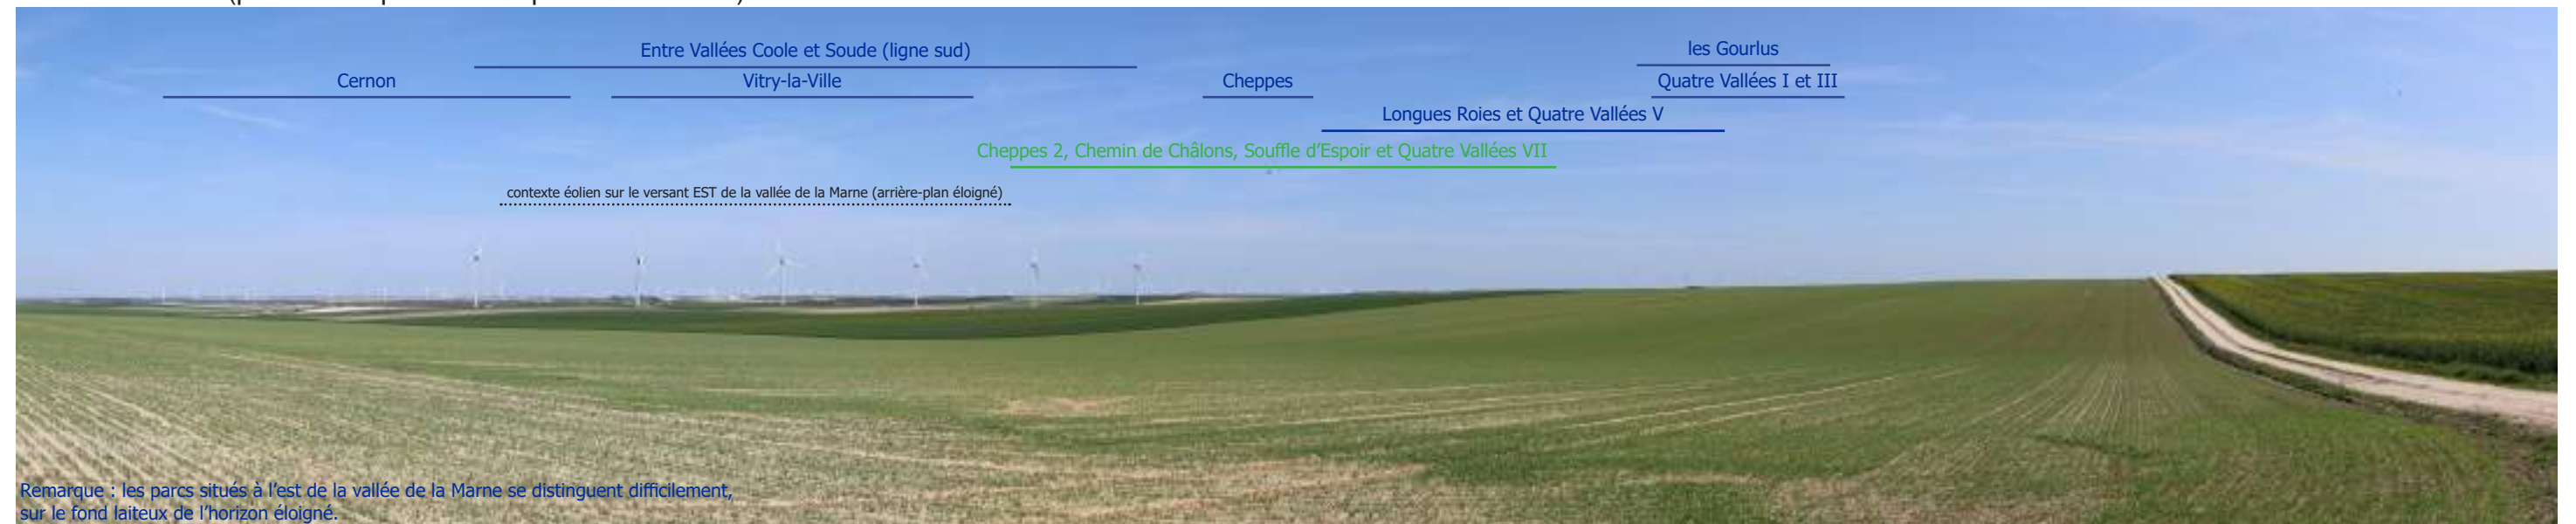 Entre Vallées Coole et Soude (ligne sud)
les Gourlus
Cernon
Vitry-la-Ville
Cheppes
Quatre Vallées I et III
Longues Roies et Quatre Vallées V
Cheppes 2, Chemin de Châlons, Souffle d'Espoir et Quatre Vallées VII
contexte éolien sur le versant EST de la vallée de la Marne (arrière-plan éloigné)
Remarque : les parcs situés à l'est de la vallée de la Marne se distinguent difficilement,
sur le fond laiteux de l'horizon éloigné.